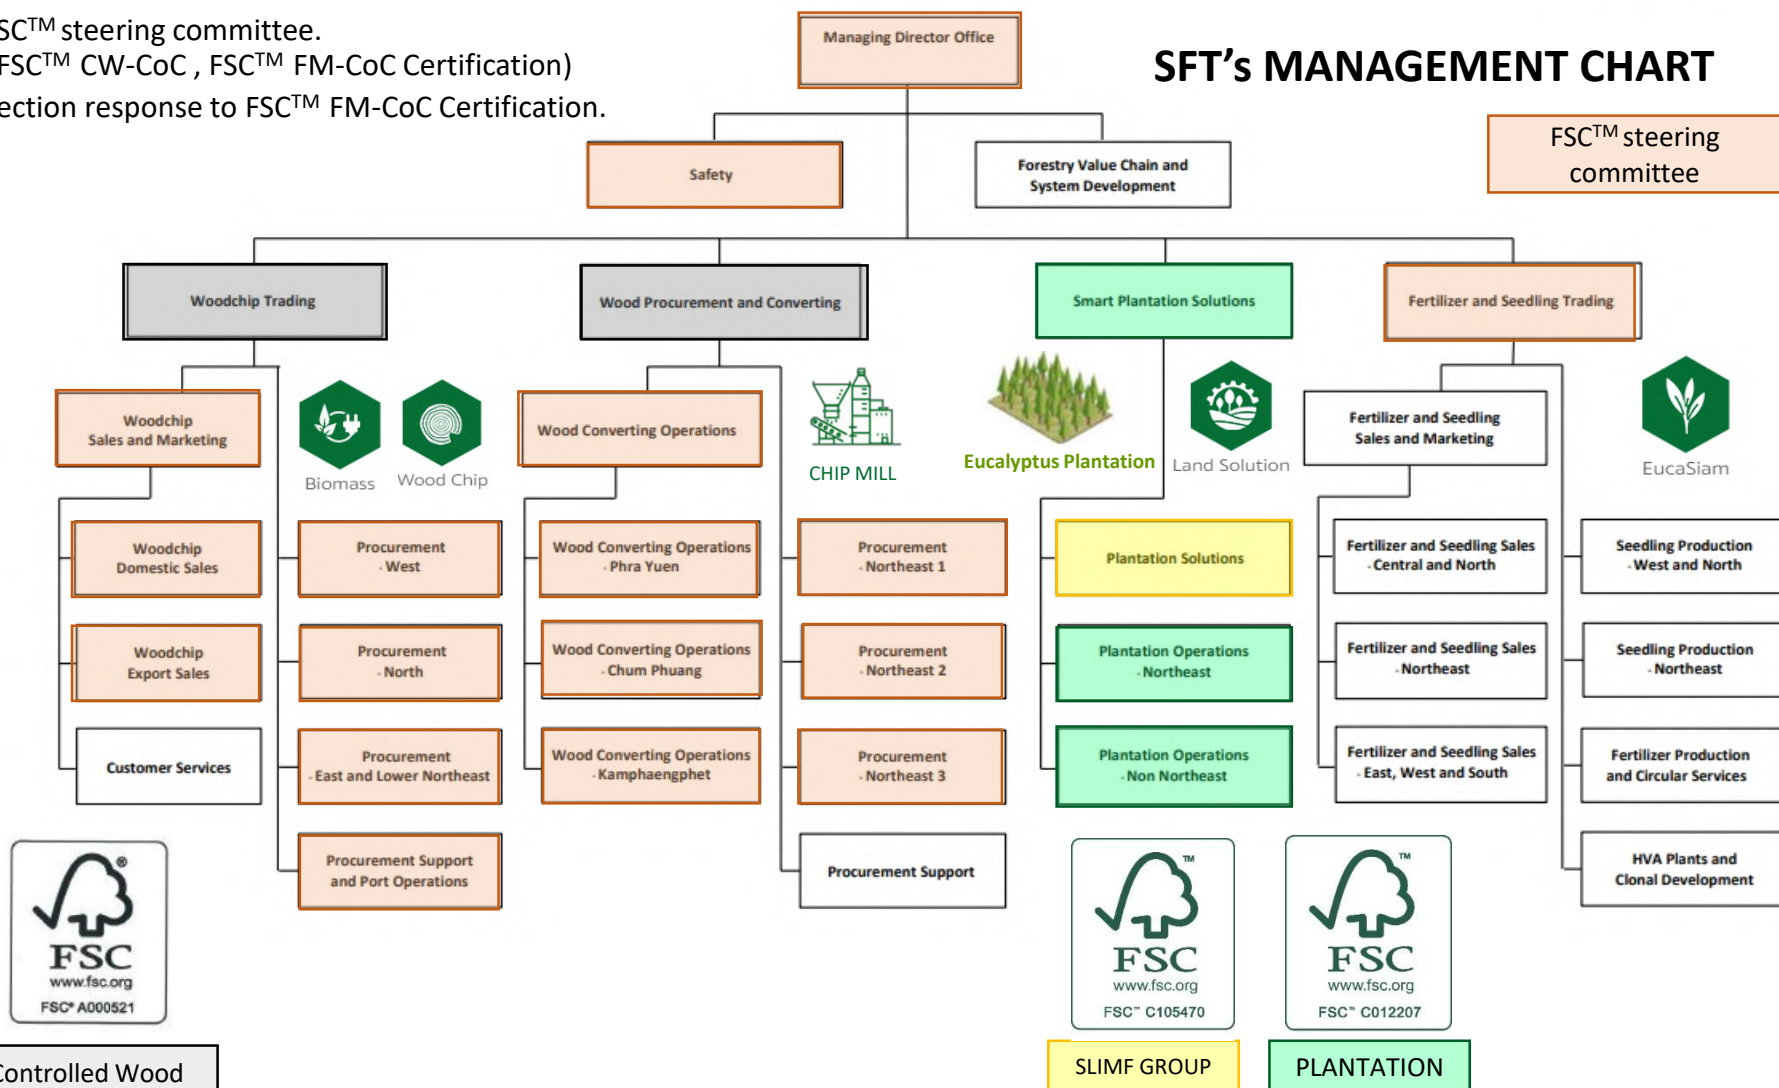 SC™ steering committee.
FSC™ CW-CoC , FSC™ FM-CoC Certification)
ection response to FSC™ FM-CoC Certification.
Managing Director Office
SFT's MANAGEMENT CHART
FSC™ steering
committee
Safety
Forestry Value Chain and
System Development
Woodchip Trading
Wood Procurement and Converting
Smart Plantation Solutions
Fertilizer and Seedling Trading
Woodchip
Sales and Marketing
Biomass
Wood Chip
Wood Converting Operations
CHIP MILL
Eucalyptus Plantation
Land Solution
Fertilizer and Seedling
Sales and Marketing
EucaSiam
Woodchip
Domestic Sales
Procurement
- West
Wood Converting Operations
- Phra Yuen
Procurement
- Northeast 1
Plantation Solutions
Fertilizer and Seedling Sales
- Central and North
Seedling Production
- West and North
Woodchip
Export Sales
Procurement
- North
Wood Converting Operations
- Chum Phuang
Procurement
- Northeast 2
Plantation Operations
- Northeast
Fertilizer and Seedling Sales
- Northeast
Seedling Production
- Northeast
Customer Services
Procurement
- East and Lower Northeast
Wood Converting Operations
- Kamphaengphet
Procurement
- Northeast 3
Plantation Operations
- Non Northeast
Fertilizer and Seedling Sales
- East, West and South
Fertilizer Production
and Circular Services
Procurement Support
and Port Operations
Procurement Support
HVA Plants and
Clonal Development
®
FSC
www.fsc.org
FSC® A000521
Controlled Wood
™
FSC
www.fsc.org
FSC™ C105470
SLIMF GROUP
™
FSC
www.fsc.org
FSC™ C012207
PLANTATION